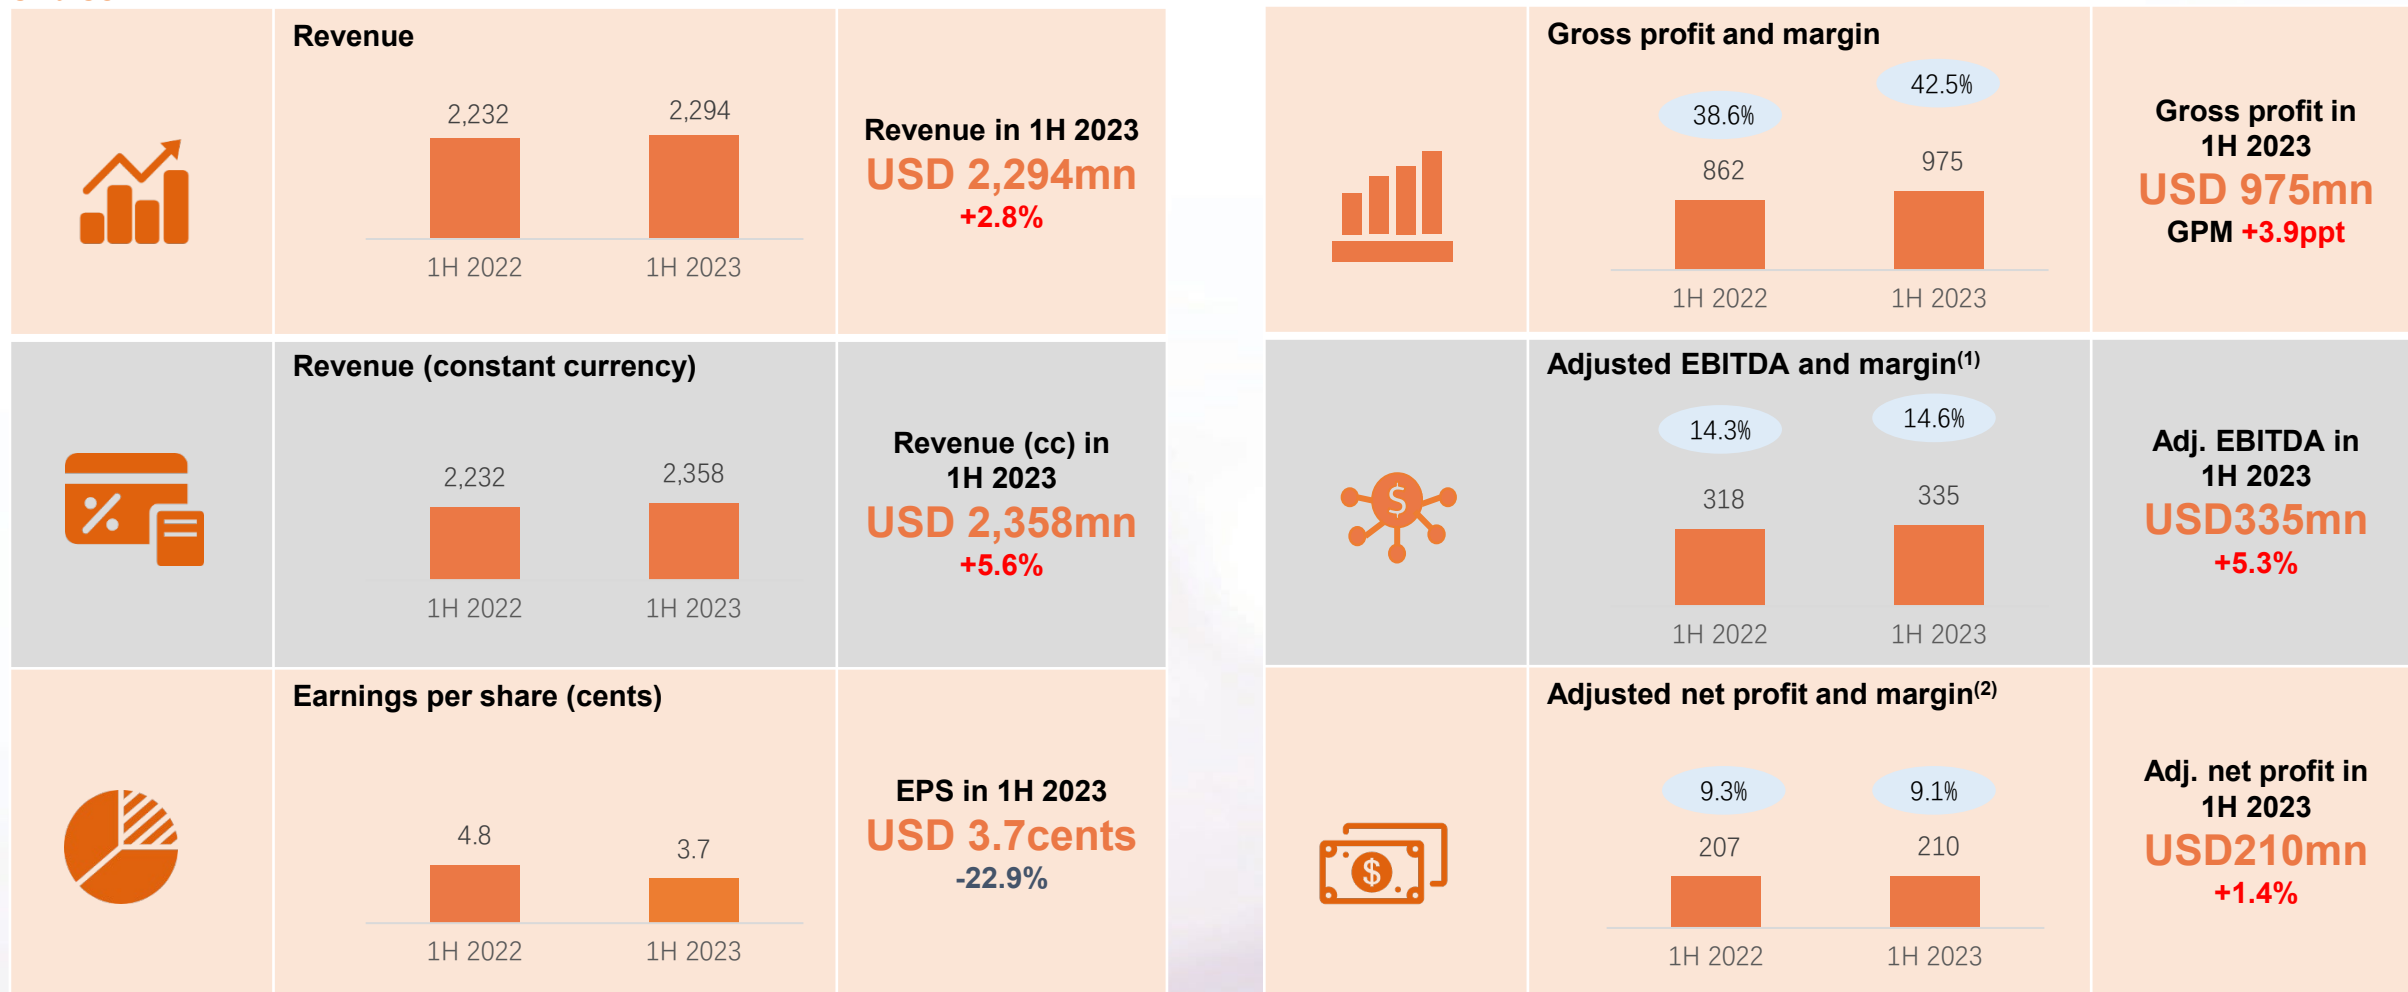 Revenue
2,232
2,294
1H 2022
1H 2023
Revenue in 1H 2023
USD 2,294mn
+2.8%
Revenue (constant currency)
2,232
2,358
1H 2022
1H 2023
Revenue (cc) in
1H 2023
USD 2,358mn
+5.6%
Earnings per share (cents)
4.8
3.7
1H 2022
1H 2023
EPS in 1H 2023
USD 3.7cents
-22.9%
Gross profit and margin
38.6%
42.5%
862
975
1H 2022
1H 2023
Gross profit in
1H 2023
USD 975mn
GPM +3.9ppt
Adjusted EBITDA and margin(1)
14.3%
14.6%
318
335
1H 2022
1H 2023
Adj. EBITDA in
1H 2023
USD335mn
+5.3%
Adjusted net profit and margin(2)
9.3%
9.1%
207
210
1H 2022
1H 2023
Adj. net profit in
1H 2023
USD210mn
+1.4%